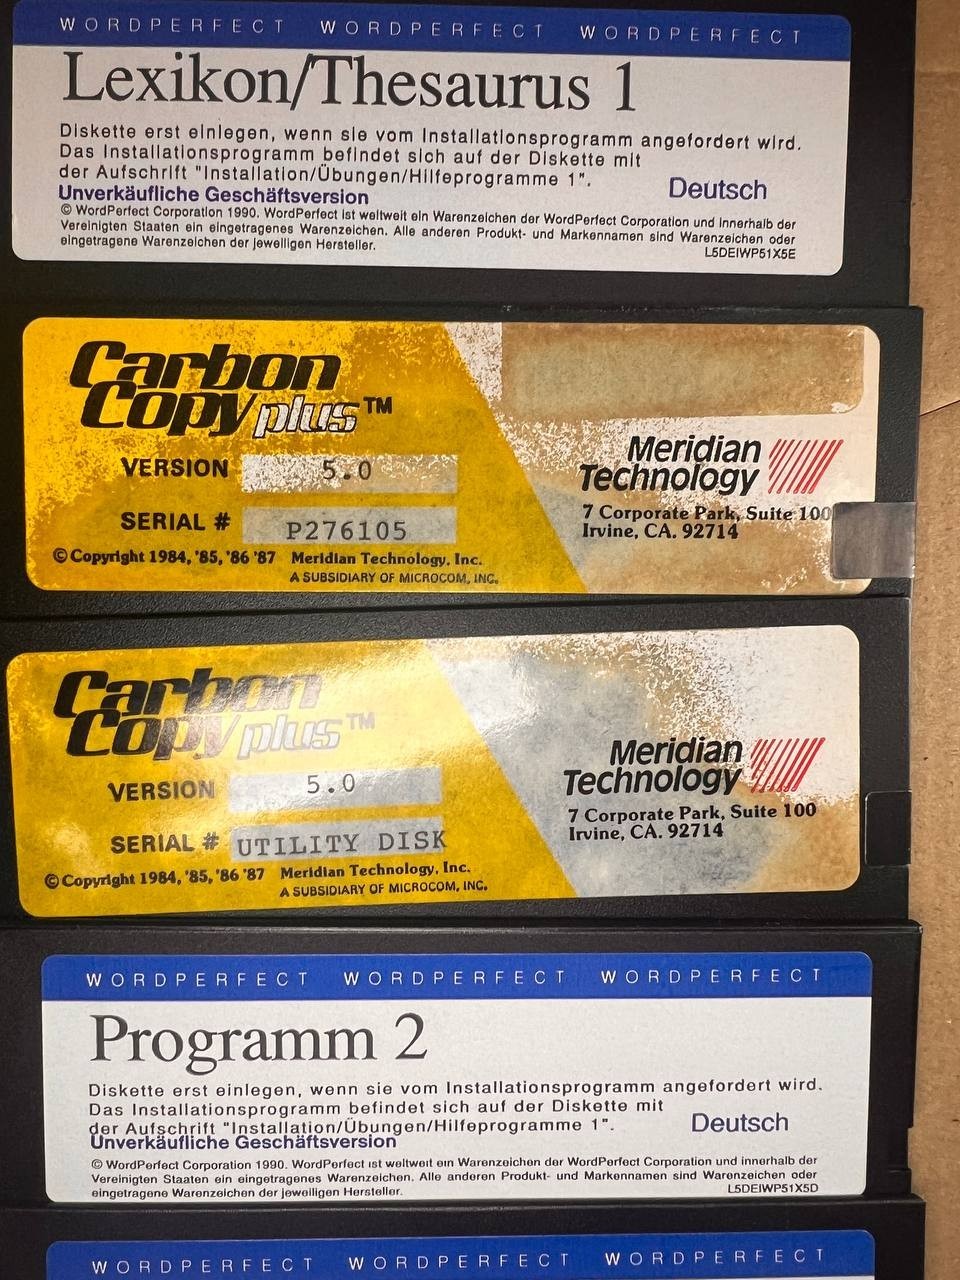 WORDPERFECT WORDPERFECT WORDPERFECT
Lexikon/Thesaurus 1
Diskette erst einlegen, wenn sie vom Installationsprogramm angefordert wird.
Das Installationsprogramm befindet sich auf der Diskette mit
der Aufschrift "Installation/Übungen/Hilfeprogramme 1".
Deutsch
Unverkäufliche Geschäftsversion
© WordPerfect Corporation 1990. WordPerfect ist weltweit ein Warenzeichen der WordPerfect Corporation und innerhalb der
Vereinigten Staaten ein eingetragenes Warenzeichen. Alle anderen Produkt- und Markennamen sind Warenzeichen oder
eingetragene Warenzeichen der jeweiligen Hersteller.
L5DEIWP51X5E
Carbon
Copy plus™
VERSION 5.0
SERIAL # P276105
© Copyright 1984, '85, '86 '87 Meridian Technology, Inc.
A SUBSIDIARY OF MICROCOM, INC.
Meridian
Technology
7 Corporate Park, Suite 100
Irvine, CA. 92714
Carbon
Copy plus™
VERSION 5.0
SERIAL # UTILITY DISK
© Copyright 1984, '85, '86 '87 Meridian Technology, Inc.
A SUBSIDIARY OF MICROCOM, INC.
Meridian
Technology
7 Corporate Park, Suite 100
Irvine, CA. 92714
WORDPERFECT WORDPERFECT WORDPERFECT
Programm 2
Diskette erst einlegen, wenn sie vom Installationsprogramm angefordert wird.
Das Installationsprogramm befindet sich auf der Diskette mit
der Aufschrift "Installation/Übungen/Hilfeprogramme 1".
Deutsch
Unverkäufliche Geschäftsversion
© WordPerfect Corporation 1990. WordPerfect ist weltweit ein Warenzeichen der WordPerfect Corporation und innerhalb der
Vereinigten Staaten ein eingetragenes Warenzeichen. Alle anderen Produkt- und Markennamen sind Warenzeichen oder
eingetragene Warenzeichen der jeweiligen Hersteller.
L5DEIWP51X5D
WORDPERFECT WORDPERFECT WORDPERFECT